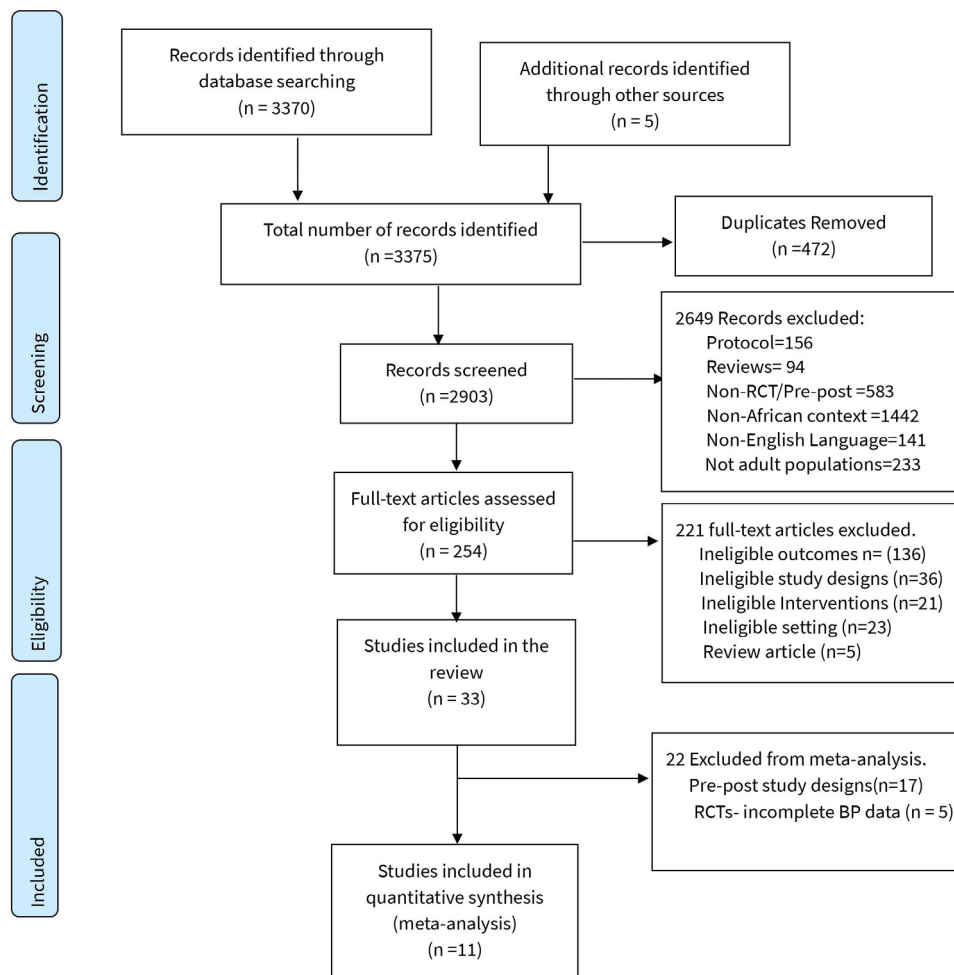 Identification
Records identified through
database searching
(n = 3370)
Additional records identified
through other sources
(n = 5)
Total number of records identified
(n =3375)
Duplicates Removed
(n =472)
Screening
Records screened
(n =2903)
2649 Records excluded:
Protocol=156
Reviews= 94
Non-RCT/Pre-post =583
Non-African context =1442
Non-English Language=141
Not adult populations=233
Eligibility
Full-text articles assessed
for eligibility
(n = 254)
221 full-text articles excluded.
Ineligible outcomes n= (136)
Ineligible study designs (n=36)
Ineligible Interventions (n=21)
Ineligible setting (n=23)
Review article (n=5)
Studies included in the
review
(n = 33)
Included
22 Excluded from meta-analysis.
Pre-post study designs(n=17)
RCTs- incomplete BP data (n = 5)
Studies included in
quantitative synthesis
(meta-analysis)
(n =11)